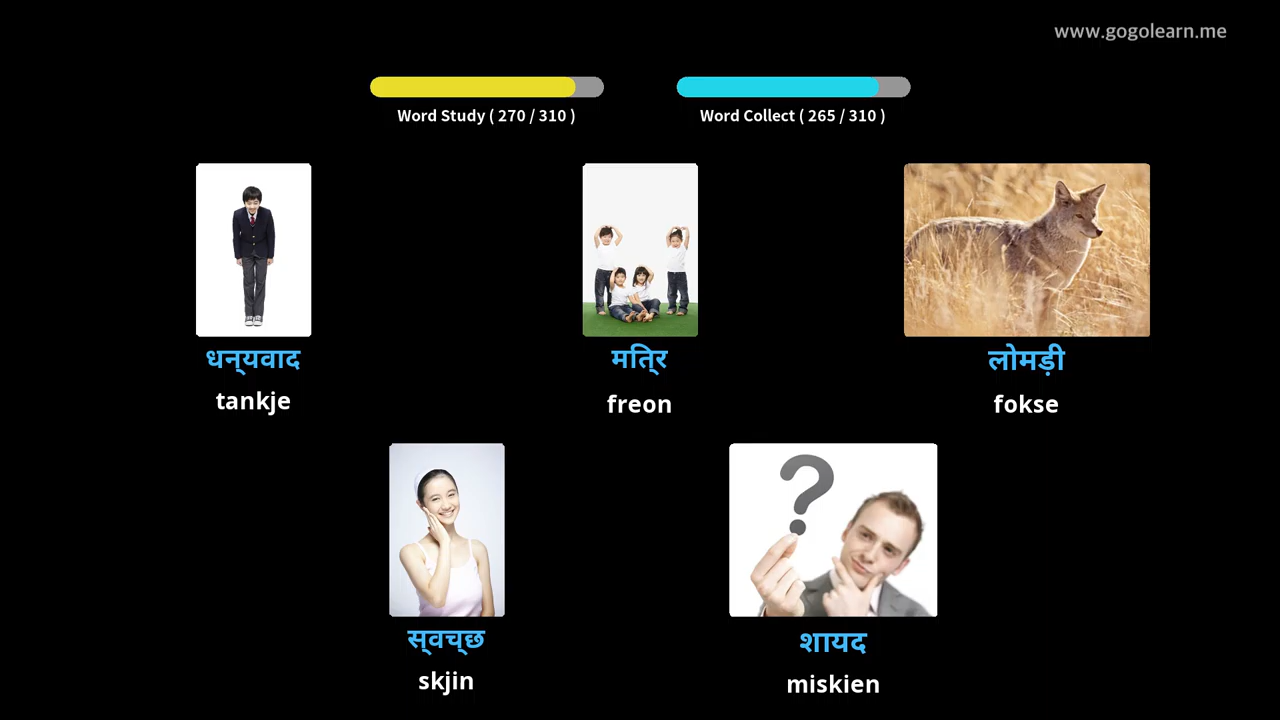 www.gogolearn.me
Word Study ( 270 / 310 )
Word Collect ( 265 / 310 )
धन्यवाद
tankje
मित्र
freon
लोमड़ी
fokse
स्वच्छ
skjin
शायद
miskien